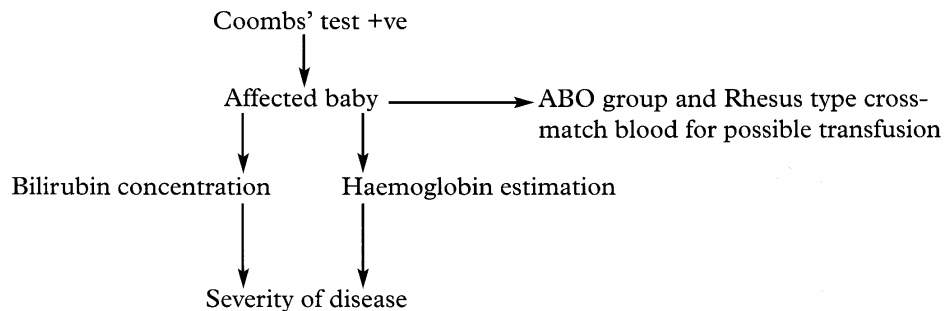 Coombs’ test +ve
Affected baby
ABO group and Rhesus type cross-
match blood for possible transfusion
Bilirubin concentration
Haemoglobin estimation
Severity of disease